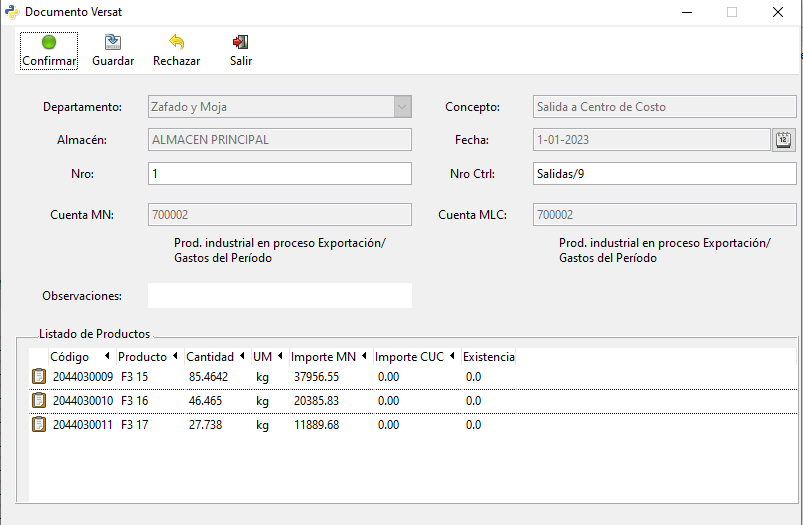 Documento Versat
Confirmar Guardar Rechazar Salir
Departamento: Zafado y Moja Concepto: Salida a Centro de Costo
Almacén: ALMACEN PRINCIPAL Fecha: 1-01-2023 12
Nro: 1 Nro Ctrl: Salidas/9
Cuenta MN: 700002 Cuenta MLC: 700002
Prod. industrial en proceso Exportación/ Prod. industrial en proceso Exportación/
Gastos del Período Gastos del Período
Observaciones:
Listado de Productos
Código Producto Cantidad UM Importe MN Importe CUC Existencia
2044030009 F3 15 85.4642 kg 37956.55 0.00 0.0
2044030010 F3 16 46.465 kg 20385.83 0.00 0.0
2044030011 F3 17 27.738 kg 11889.68 0.00 0.0